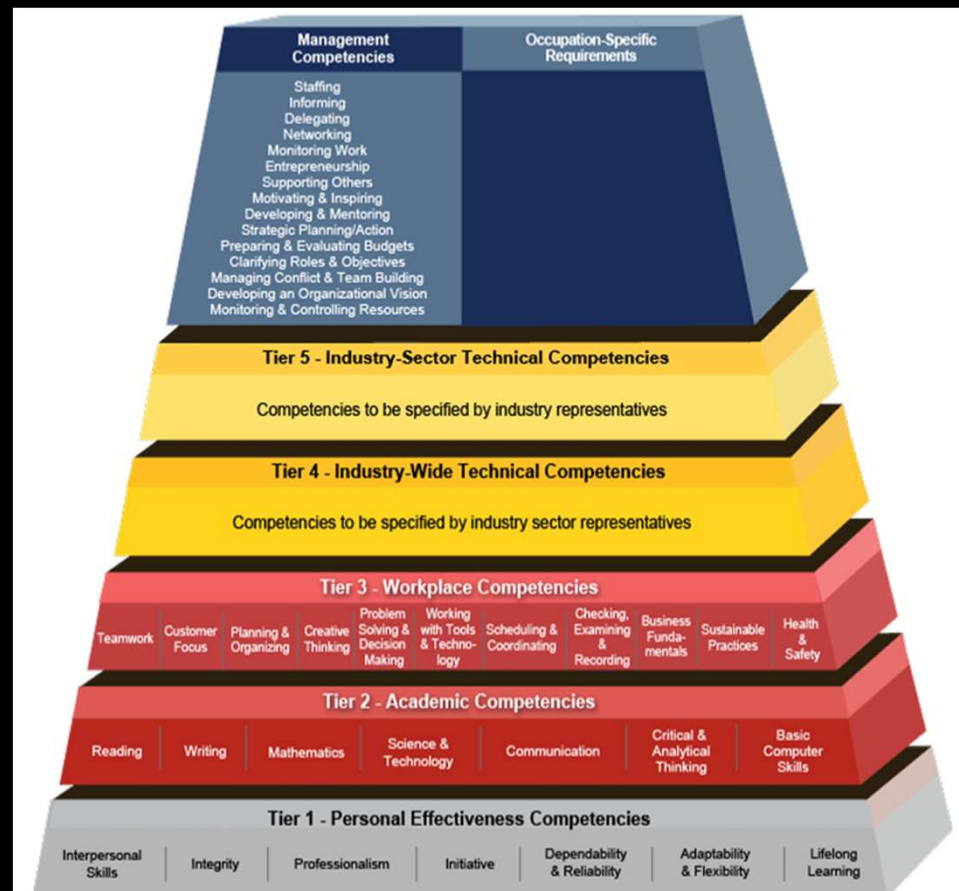 Management
Competencies
Occupation-Specific
Requirements
Staffing
Informing
Delegating
Networking
Monitoring Work
Entrepreneurship
Supporting Others
Motivating & Inspiring
Developing & Mentoring
Strategic Planning/Action
Preparing & Evaluating Budgets
Clarifying Roles & Objectives
Managing Conflict & Team Building
Developing an Organizational Vision
Monitoring & Controlling Resources
Tier 5 - Industry-Sector Technical Competencies
Competencies to be specified by industry representatives
Tier 4 - Industry-Wide Technical Competencies
Competencies to be specified by industry sector representatives
Tier 3 - Workplace Competencies
Teamwork
Customer
Focus
Planning &
Organizing
Creative
Thinking
Problem
Solving &
Decision
Making
Working
with Tools
& Techno-
logy
Scheduling &
Coordinating
Checking,
Examining
&
Recording
Business
Funda-
mentals
Sustainable
Practices
Health
&
Safety
Tier 2 - Academic Competencies
Reading
Writing
Mathematics
Science &
Technology
Communication
Critical &
Analytical
Thinking
Basic
Computer
Skills
Tier 1 - Personal Effectiveness Competencies
Interpersonal
Skills
Integrity
Professionalism
Initiative
Dependability
& Reliability
Adaptability
& Flexibility
Lifelong
Learning